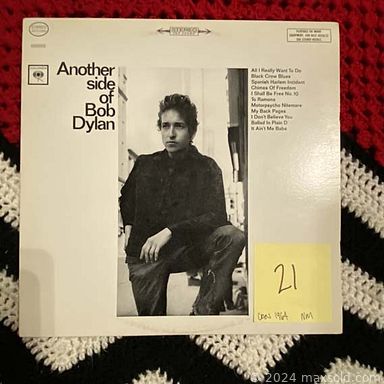 STEREO
Another
side
of
Bob
Dylan
All I Really Want To Do
Black Crow Blues
Spanish Harlem Incident
Chimes Of Freedom
I Shall Be Free No. 10
To Ramona
Motorpsycho Nitemare
My Back Pages
I Don't Believe You
Ballad In Plain D
It Ain't Me Babe
21
1964 NM
©2024 maxsold.com